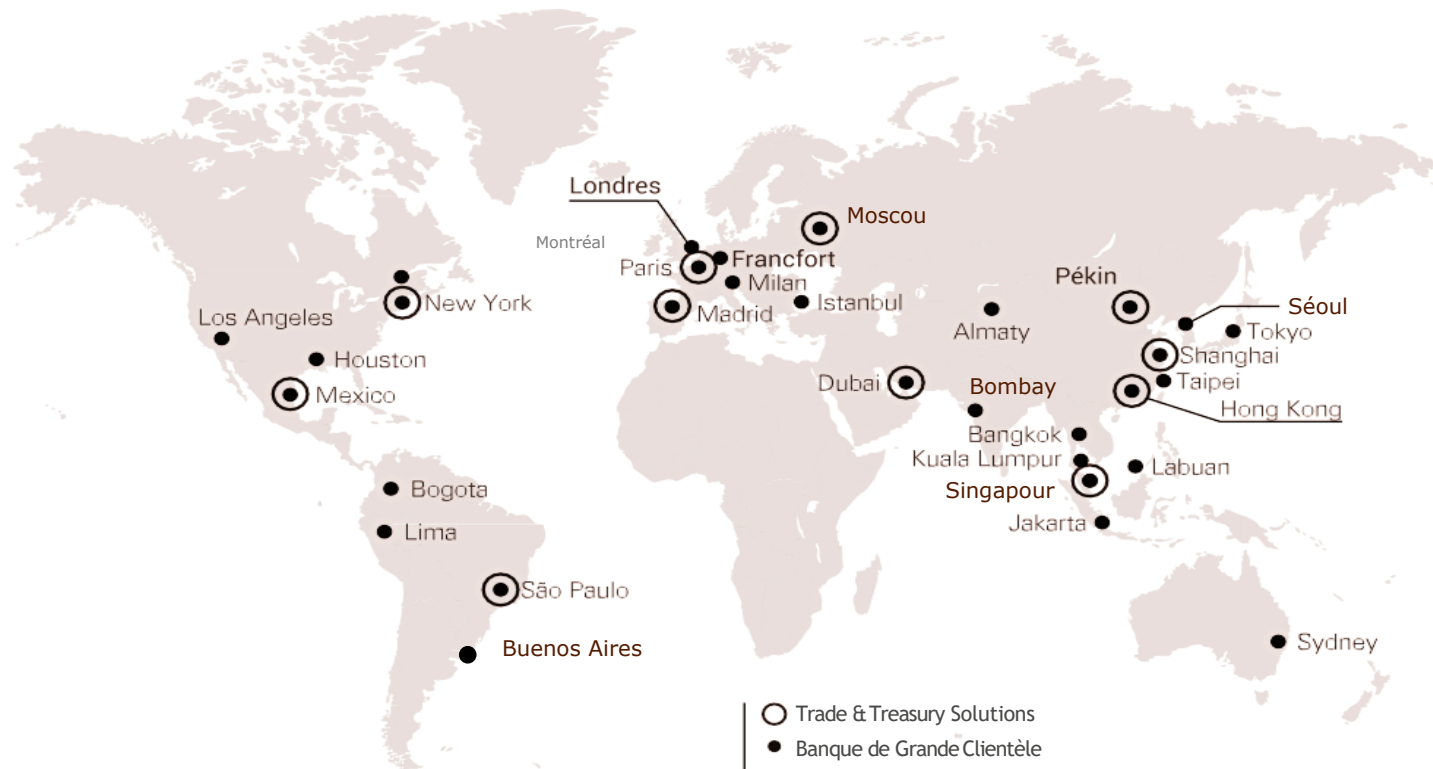 Londres
Moscou
Montréal
Paris
Francfort
Milan
Pékin
New York
Madrid
Istanbul
Séoul
Los Angeles
Almaty
Tokyo
Houston
Shanghai
Mexico
Dubai
Bombay
Taipei
Hong Kong
Bangkok
Kuala Lumpur
Labuan
Bogota
Singapour
Lima
Jakarta
São Paulo
Buenos Aires
Sydney
Trade & Treasury Solutions
Banque de Grande Clientèle